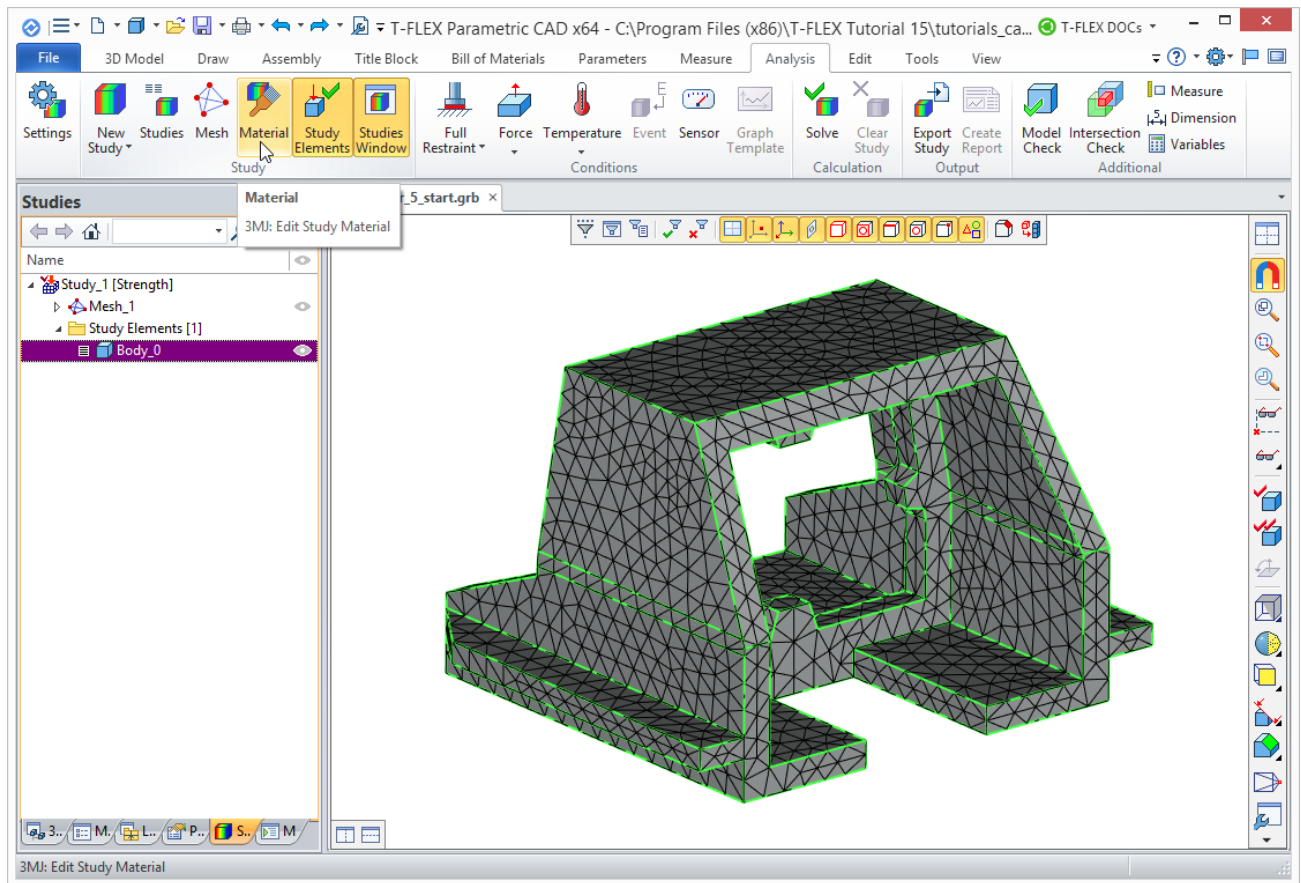 T-FLEX Parametric CAD x64 - C:\Program Files (x86)\T-FLEX Tutorial 15\tutorials_ca... T-FLEX DOCs
File 3D Model Draw Assembly Title Block Bill of Materials Parameters Measure Analysis Edit Tools View
Settings New Study Studies Mesh Material Study Elements Studies Window Full Restraint Force Temperature Event Sensor Graph Template Solve Clear Study Export Study Create Report Model Check Intersection Check Measure
Dimension
Variables
Study Conditions Calculation Output Additional
Studies
_5_start.grb
Material
3MJ: Edit Study Material
Name
Study_1 [Strength]
Mesh_1
Study Elements [1]
Body_0
3.. M. L.. P.. S.. M
3MJ: Edit Study Material